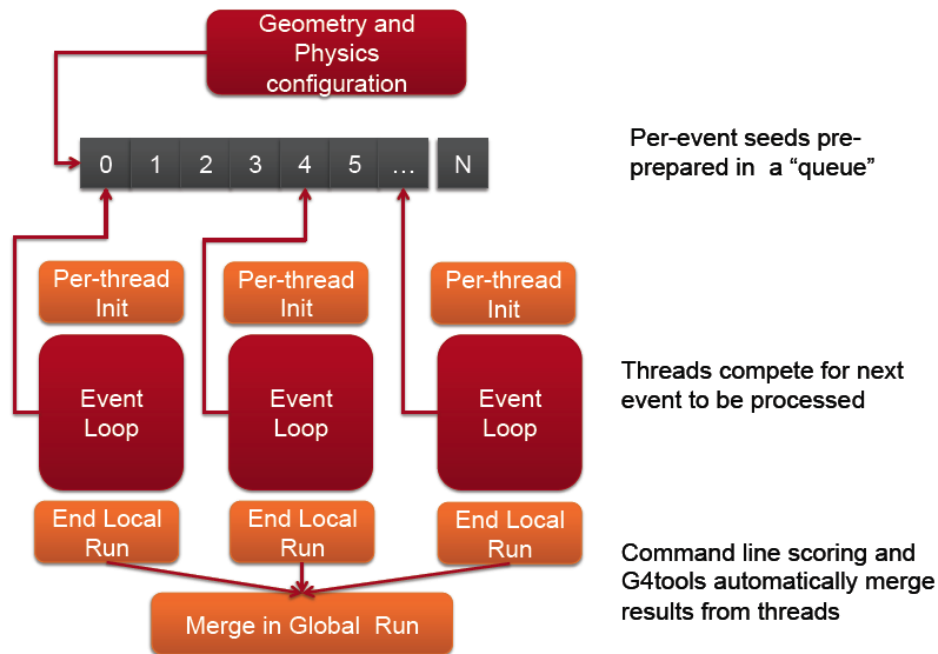 Geometry and
Physics
configuration
0 1 2 3 4 5 ... N
Per-event seeds pre-
prepared in a “queue”
Per-thread
Init
Per-thread
Init
Per-thread
Init
Event
Loop
Event
Loop
Event
Loop
Threads compete for next
event to be processed
End Local
Run
End Local
Run
End Local
Run
Command line scoring and
G4tools automatically merge
results from threads
Merge in Global Run